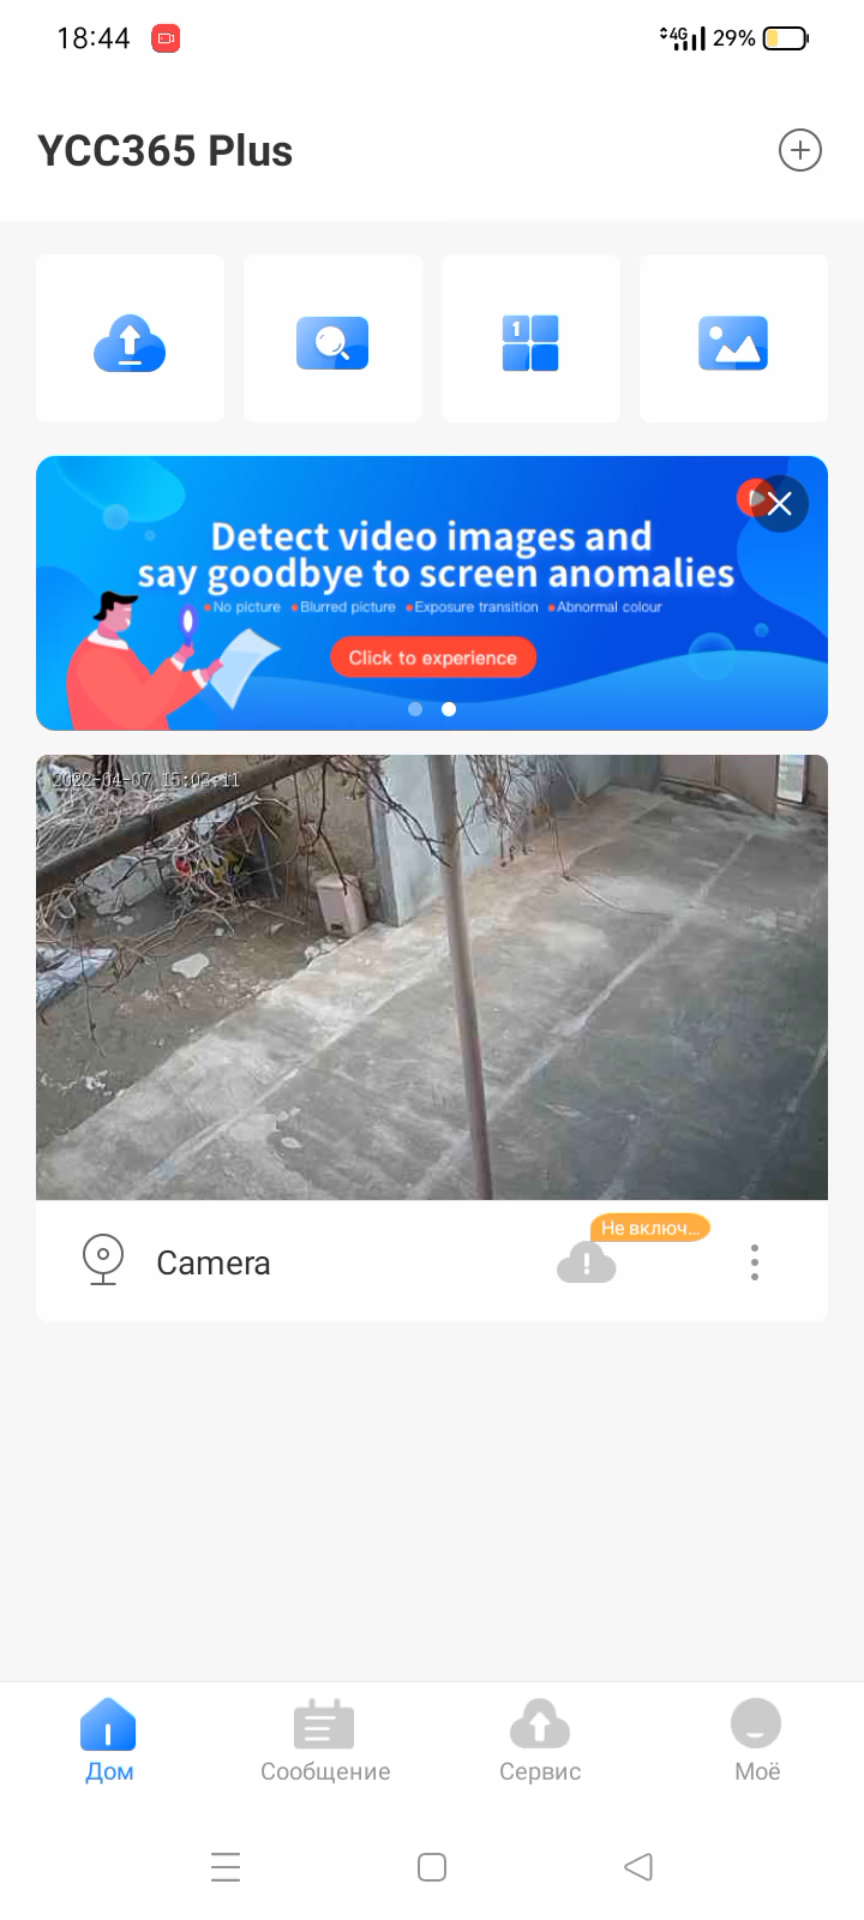 18:44
4G 29%
YCC365 Plus
1
Detect video images and
say goodbye to screen anomalies
•No picture •Blurred picture •Exposure transition •Abnormal colour
Click to experience
2022-04-07 15:03:11
Не включ...
Camera
Дом Сообщение Сервис Моё